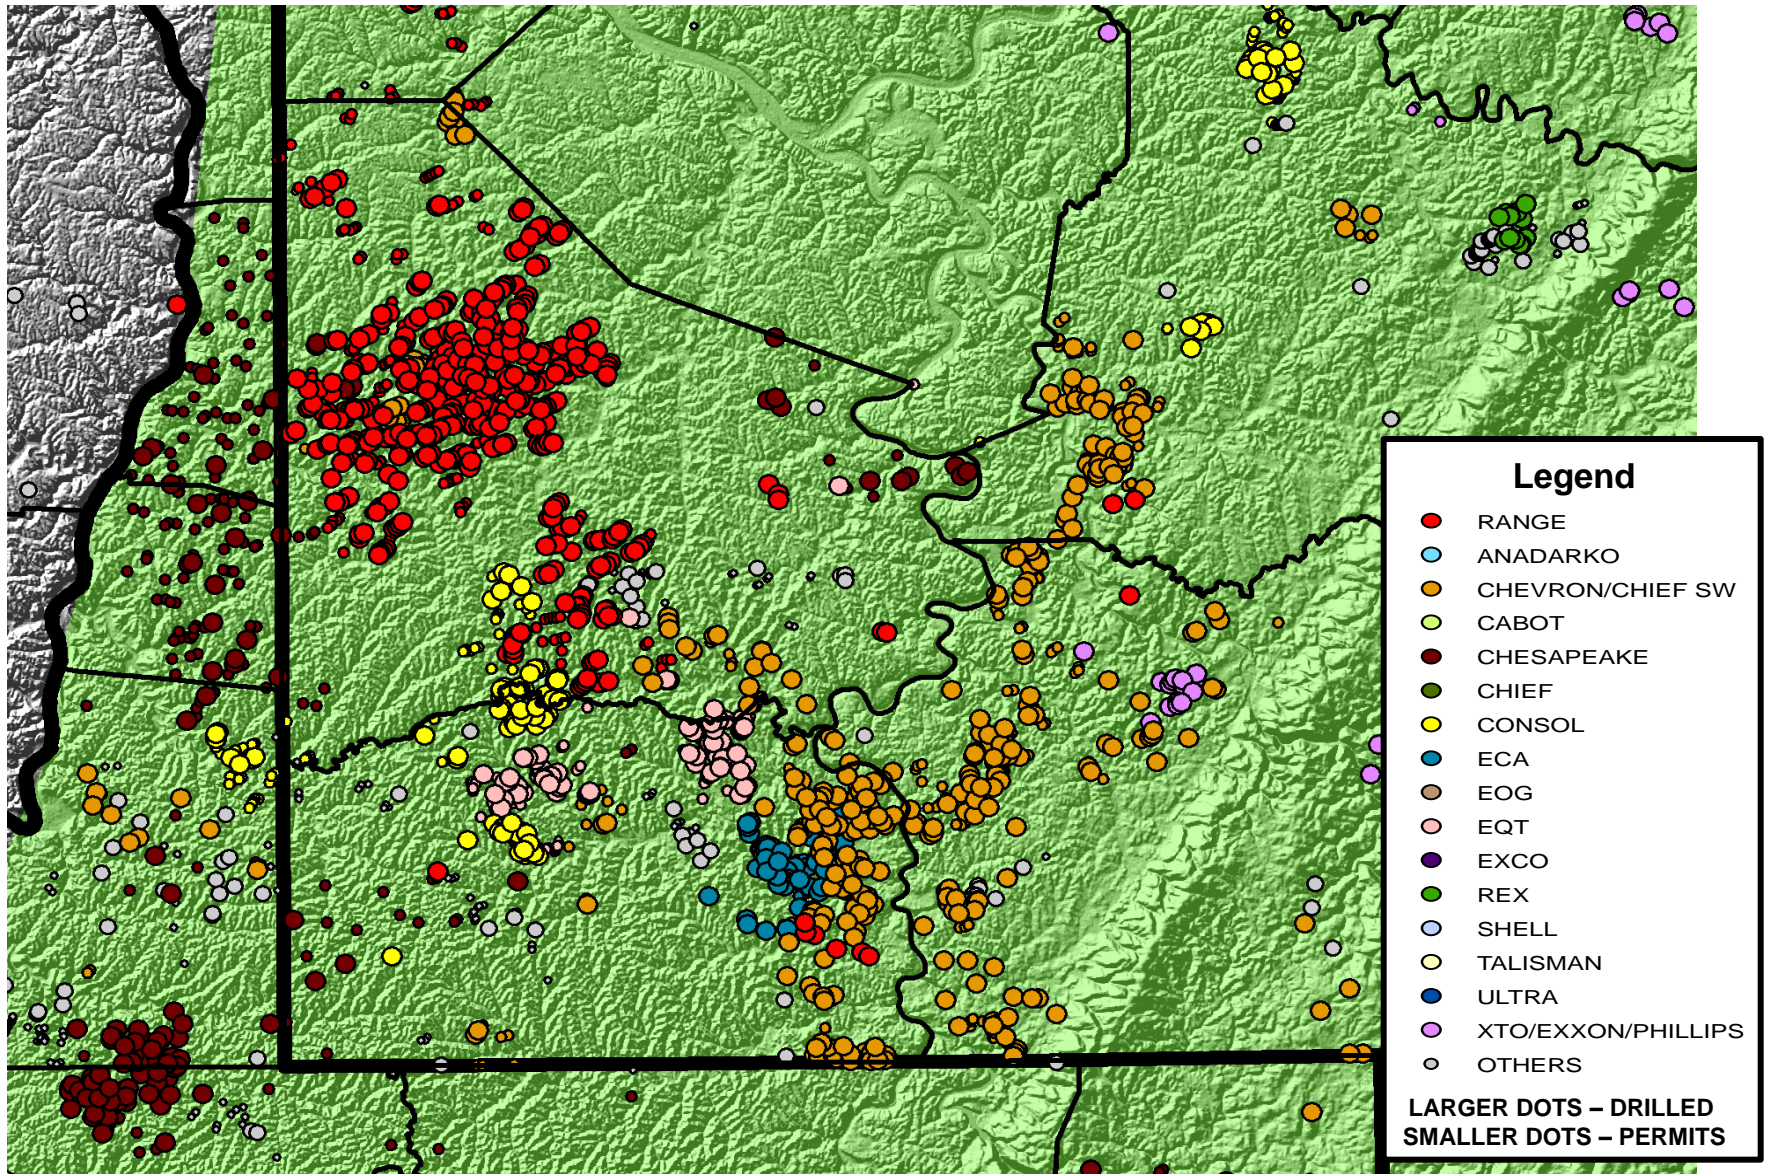 Legend
RANGE
ANADARKO
CHEVRON/CHIEF SW
CABOT
CHESAPEAKE
CHIEF
CONSOL
ECA
EOG
EQT
EXCO
REX
SHELL
TALISMAN
ULTRA
XTO/EXXON/PHILLIPS
OTHERS
LARGER DOTS – DRILLED
SMALLER DOTS – PERMITS